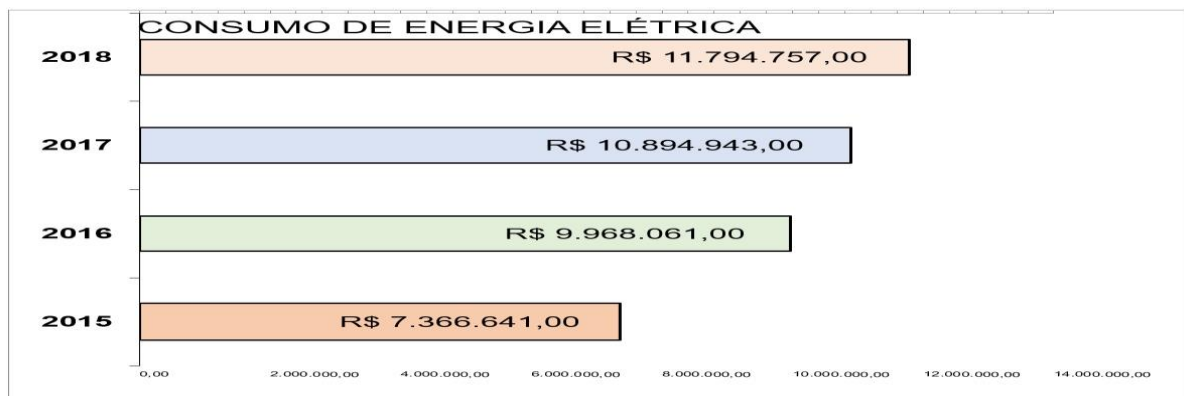 CONSUMO DE ENERGIA ELÉTRICA
2018 R$ 11.794.757,00
2017 R$ 10.894.943,00
2016 R$ 9.968.061,00
2015 R$ 7.366.641,00
0,00 2.000.000,00 4.000.000,00 6.000.000,00 8.000.000,00 10.000.000,00 12.000.000,00 14.000.000,00